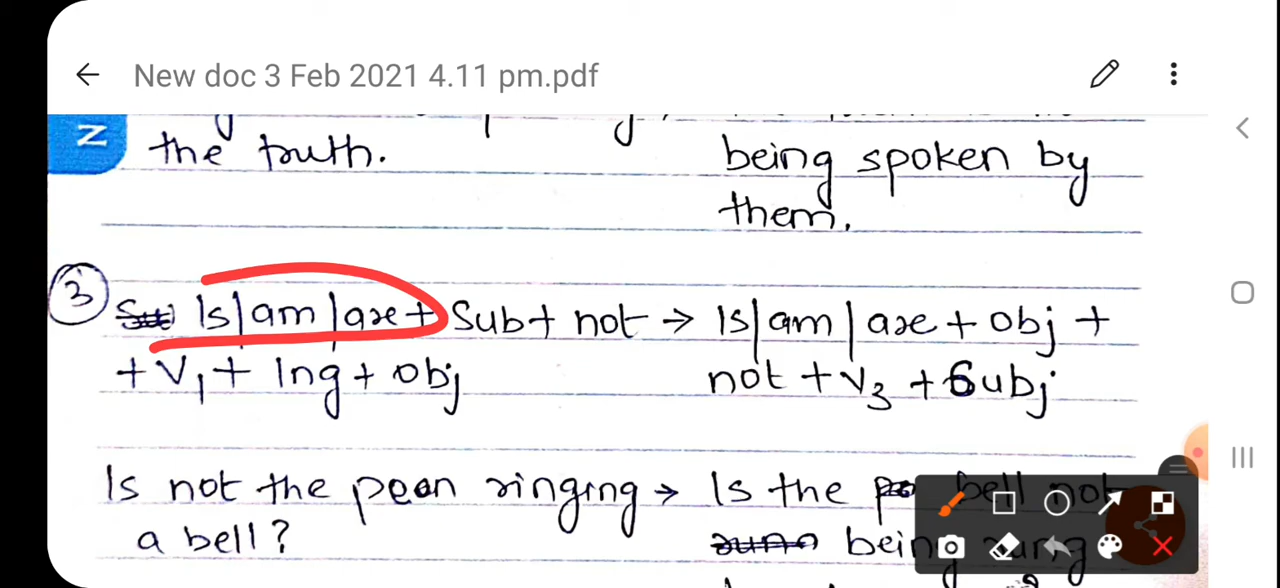 New doc 3 Feb 2021 4.11 pm.pdf
N
the truth.
being spoken by
them.
3
Is|am|are + Sub + not → Is|am|are + obj +
+ V1 + Ing + obj
not + V3 + Subj
Is not the peon ringing → Is the bell not
a bell?
being rung